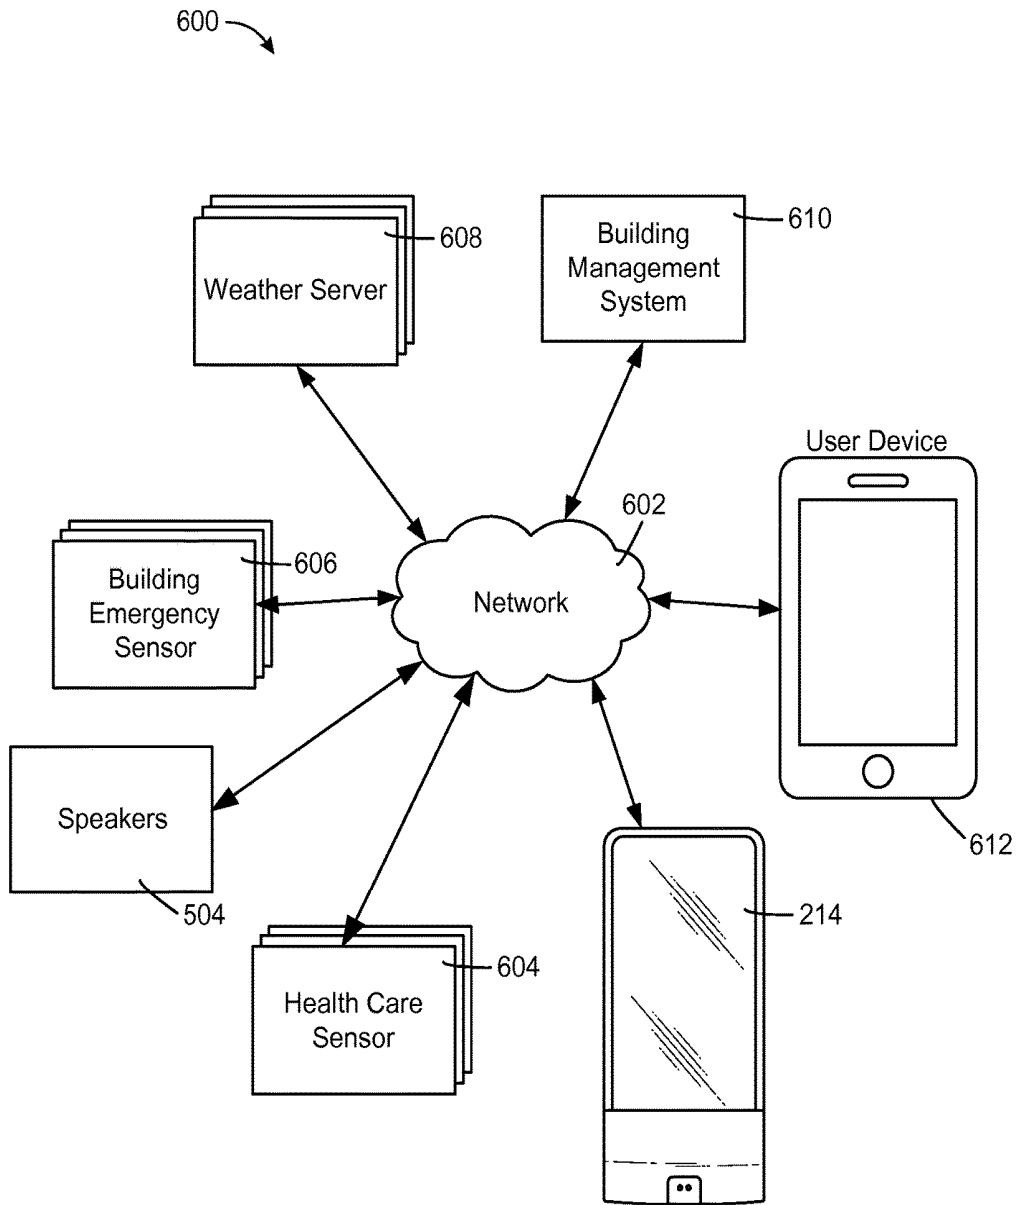 600
Weather Server
608
Building
Management
System
610
User Device
602
Network
Building
Emergency
Sensor
606
Speakers
504
612
214
Health Care
Sensor
604